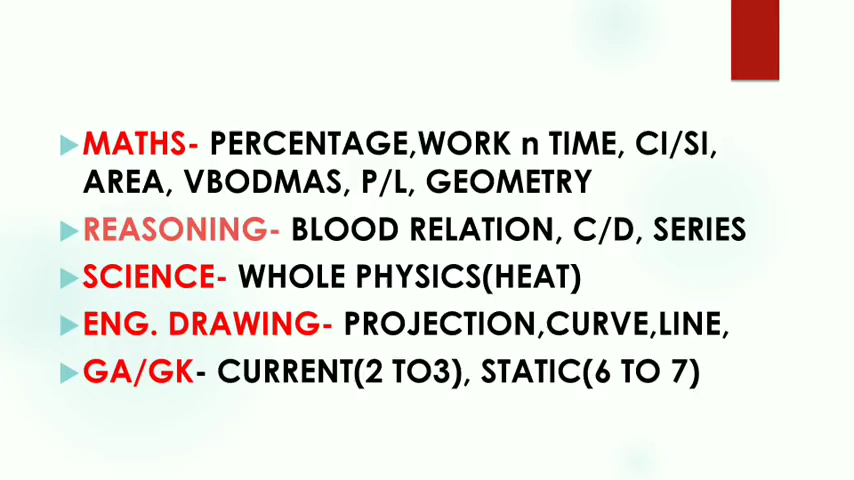 MATHS- PERCENTAGE,WORK n TIME, CI/SI,
AREA, VBODMAS, P/L, GEOMETRY
REASONING- BLOOD RELATION, C/D, SERIES
SCIENCE- WHOLE PHYSICS(HEAT)
ENG. DRAWING- PROJECTION,CURVE,LINE,
GA/GK- CURRENT(2 TO3), STATIC(6 TO 7)